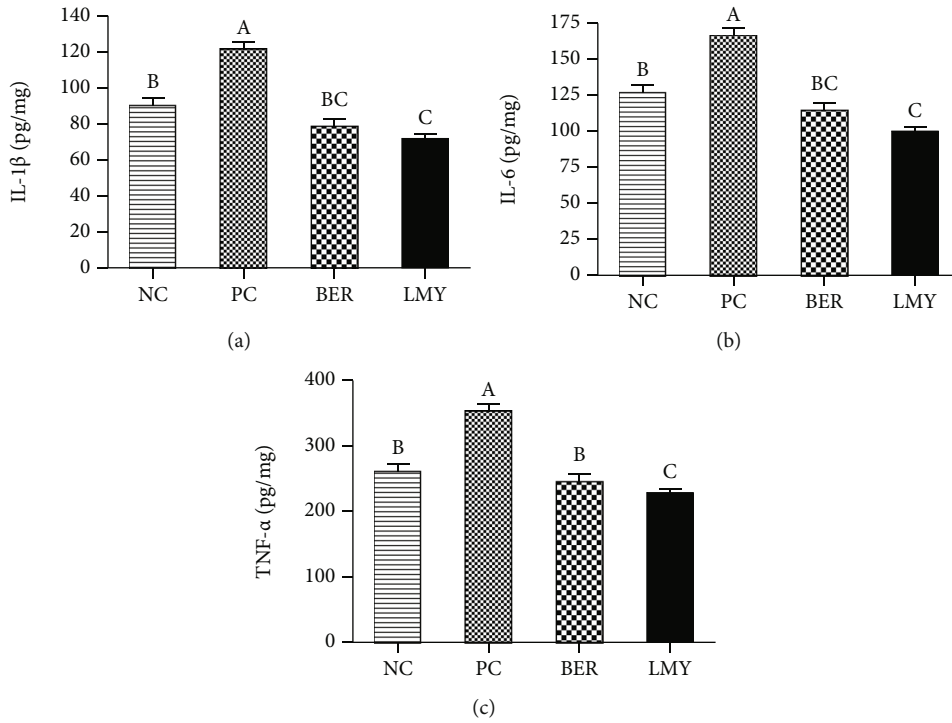 140
120
100
80
60
40
20
0
IL-1β (pg/mg)
B
A
BC
C
NC PC BER LMY
(a)
175
150
125
100
75
50
25
0
IL-6 (pg/mg)
B
A
BC
C
NC PC BER LMY
(b)
400
300
200
100
0
TNF-α (pg/mg)
B
A
B
C
NC PC BER LMY
(c)